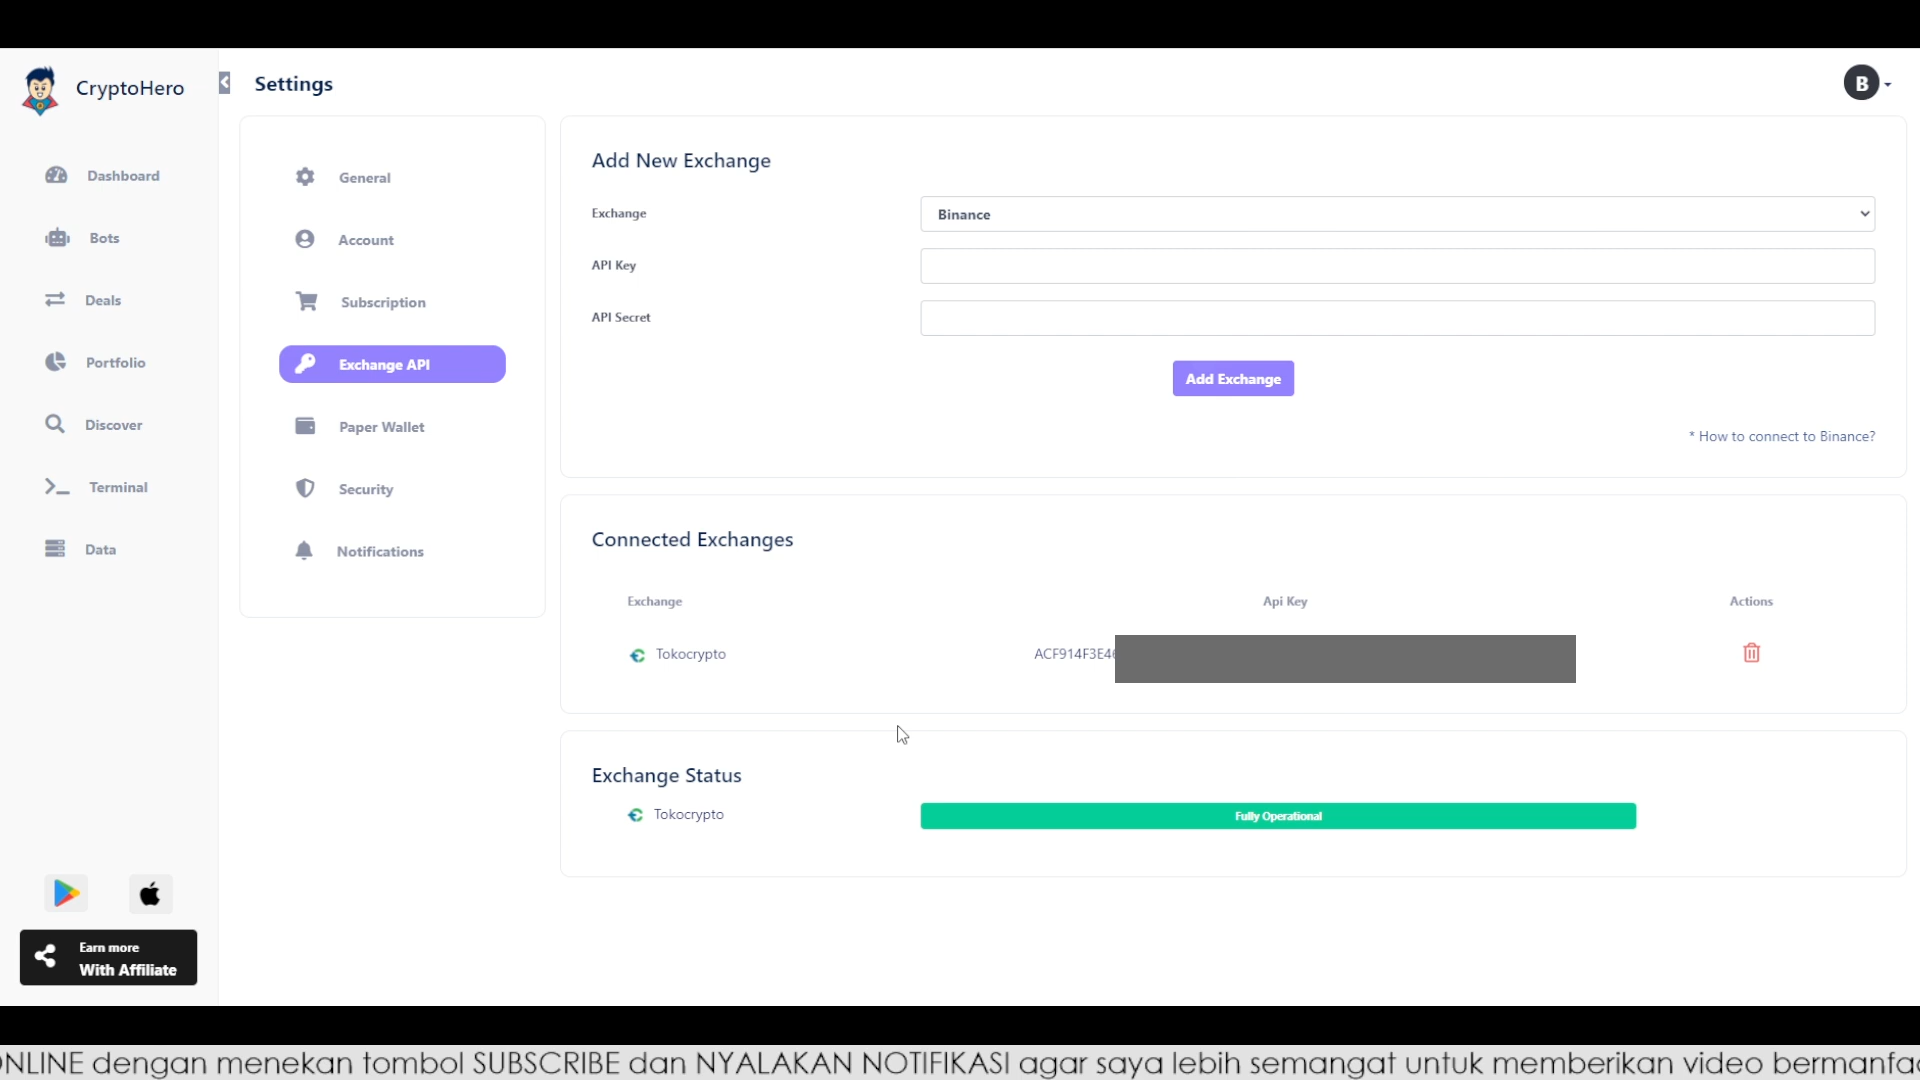 CryptoHero
Settings
B
Dashboard
Bots
Deals
Portfolio
Discover
Terminal
Data
Earn more
With Affiliate
General
Account
Subscription
Exchange API
Paper Wallet
Security
Notifications
Add New Exchange
Exchange
Binance
API Key
API Secret
Add Exchange
* How to connect to Binance?
Connected Exchanges
Exchange Api Key Actions
Tokocrypto ACF914F3E46
Exchange Status
Tokocrypto Fully Operational
ONLINE dengan menekan tombol SUBSCRIBE dan NYALAKAN NOTIFIKASI agar saya lebih semangat untuk memberikan video